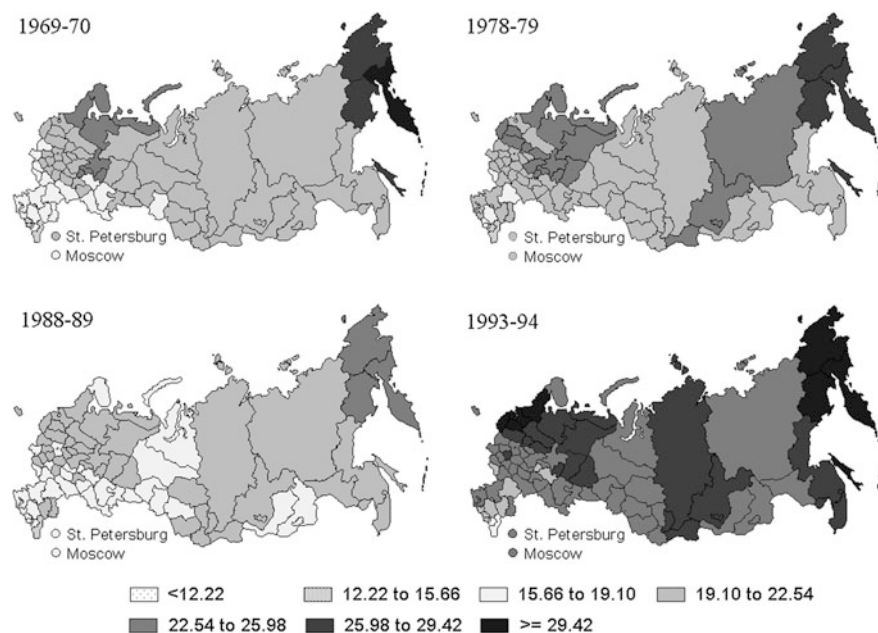 1969-70
1978-79
St. Petersburg
Moscow
St. Petersburg
Moscow
1988-89
1993-94
St. Petersburg
Moscow
St. Petersburg
Moscow
<12.22
12.22 to 15.66
15.66 to 19.10
19.10 to 22.54
22.54 to 25.98
25.98 to 29.42
>= 29.42